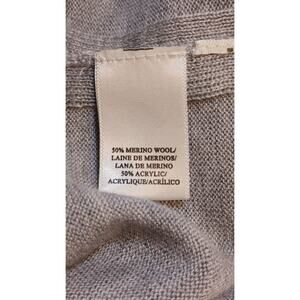 50% MERINO WOOL/
LAINE DE MERINOS/
LANA DE MERINO
50% ACRYLIC/
ACRYLIQUE/ACRÍLICO